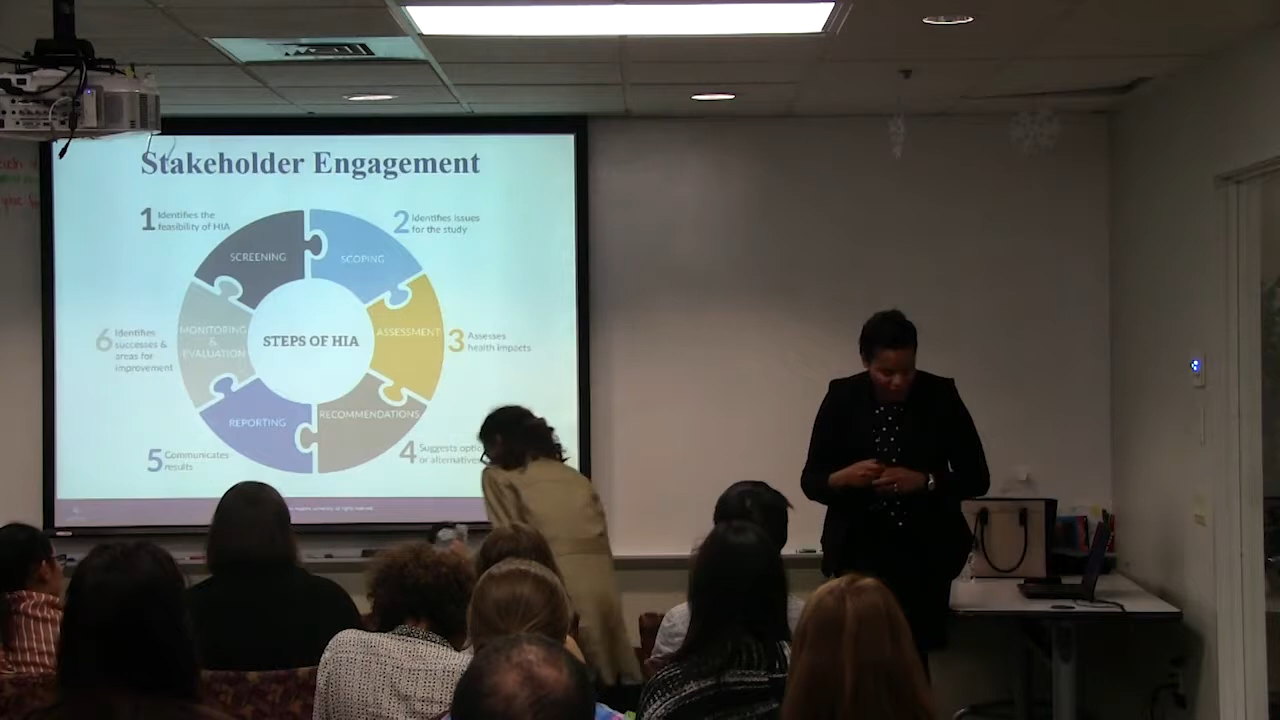 Stakeholder Engagement
1 Identifies the
feasibility of HIA
2 Identifies issues
for the study
SCREENING
SCOPING
MONITORING
&
EVALUATION
ASSESSMENT
STEPS OF HIA
6 Identifies
successes &
areas for
improvement
3 Assesses
health impacts
REPORTING
RECOMMENDATIONS
5 Communicates
results
4 Suggests
or alternatives